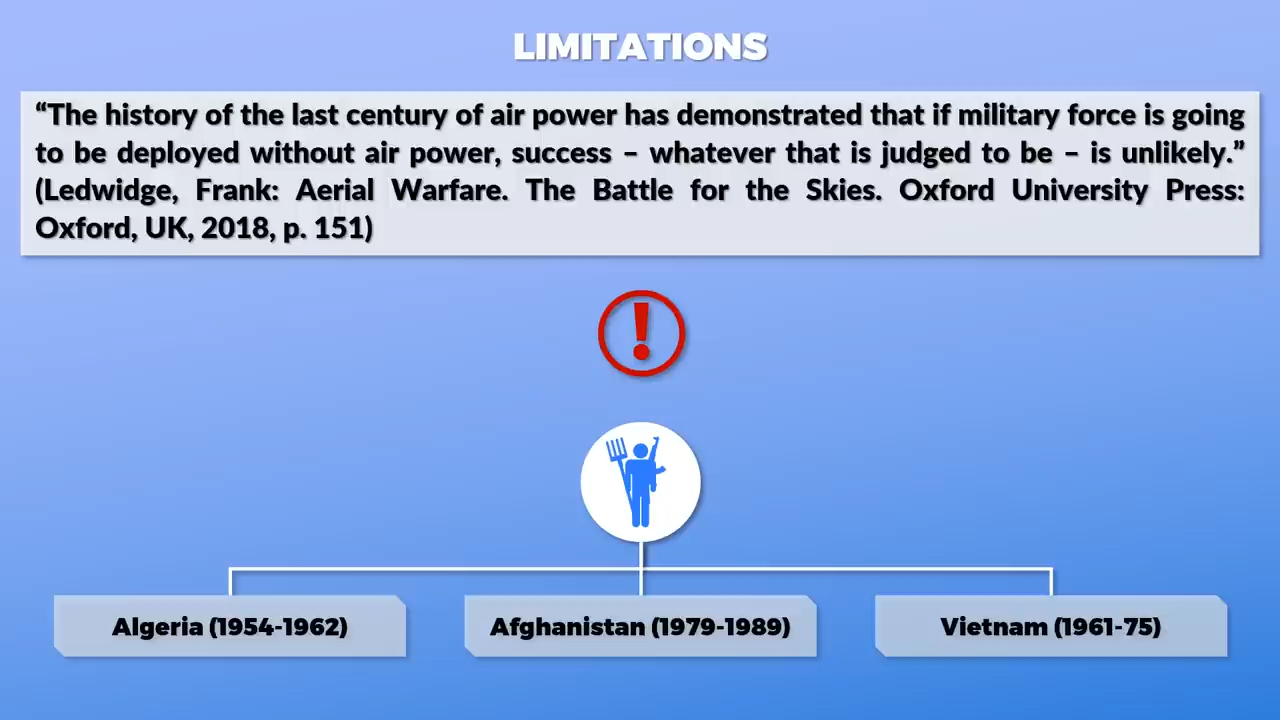 LIMITATIONS
“The history of the last century of air power has demonstrated that if military force is going
to be deployed without air power, success – whatever that is judged to be – is unlikely.”
(Ledwidge, Frank: Aerial Warfare. The Battle for the Skies. Oxford University Press:
Oxford, UK, 2018, p. 151)
Algeria (1954-1962)
Afghanistan (1979-1989)
Vietnam (1961-75)